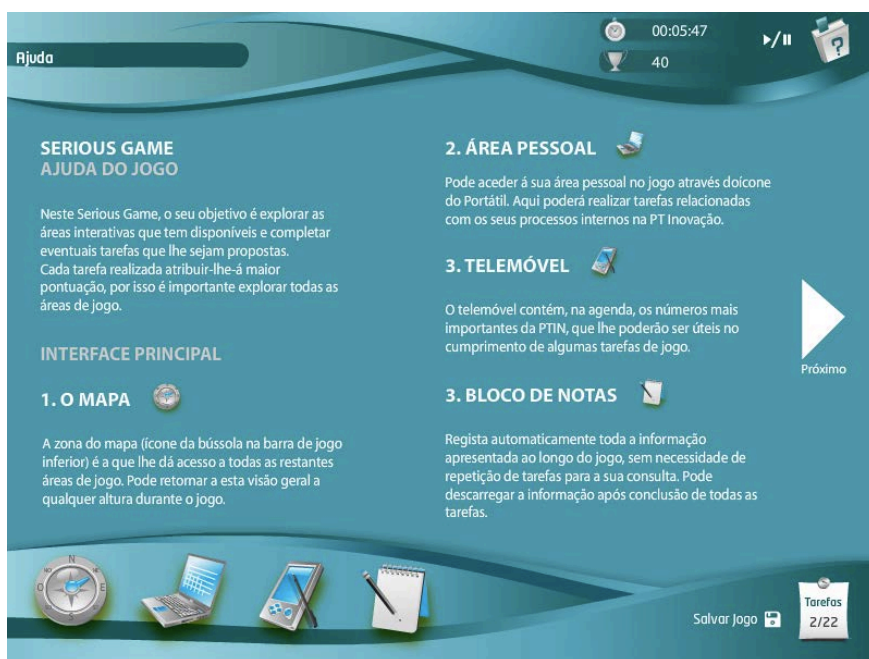 Ajuda
00:05:47
40
SERIOUS GAME
AJUDA DO JOGO
Neste Serious Game, o seu objetivo é explorar as
áreas interativas que tem disponíveis e completar
eventuais tarefas que lhe sejam propostas.
Cada tarefa realizada atribuir-lhe-á maior
pontuação, por isso é importante explorar todas as
áreas de jogo.
INTERFACE PRINCIPAL
1. O MAPA
A zona do mapa (ícone da bússola na barra de jogo
inferior) é a que lhe dá acesso a todas as restantes
áreas de jogo. Pode retornar a esta visão geral a
qualquer altura durante o jogo.
2. ÁREA PESSOAL
Pode aceder á sua área pessoal no jogo através doícone
do Portátil. Aqui poderá realizar tarefas relacionadas
com os seus processos internos na PT Inovação.
3. TELEMÓVEL
O telemóvel contém, na agenda, os números mais
importantes da PTIN, que lhe poderão ser úteis no
cumprimento de algumas tarefas de jogo.
3. BLOCO DE NOTAS
Regista automaticamente toda a informação
apresentada ao longo do jogo, sem necessidade de
repetição de tarefas para a sua consulta. Pode
descarregar a informação após conclusão de todas as
tarefas.
Próximo
N
NO
NE
O
E
S
Salvar Jogo
Tarefas
2/22